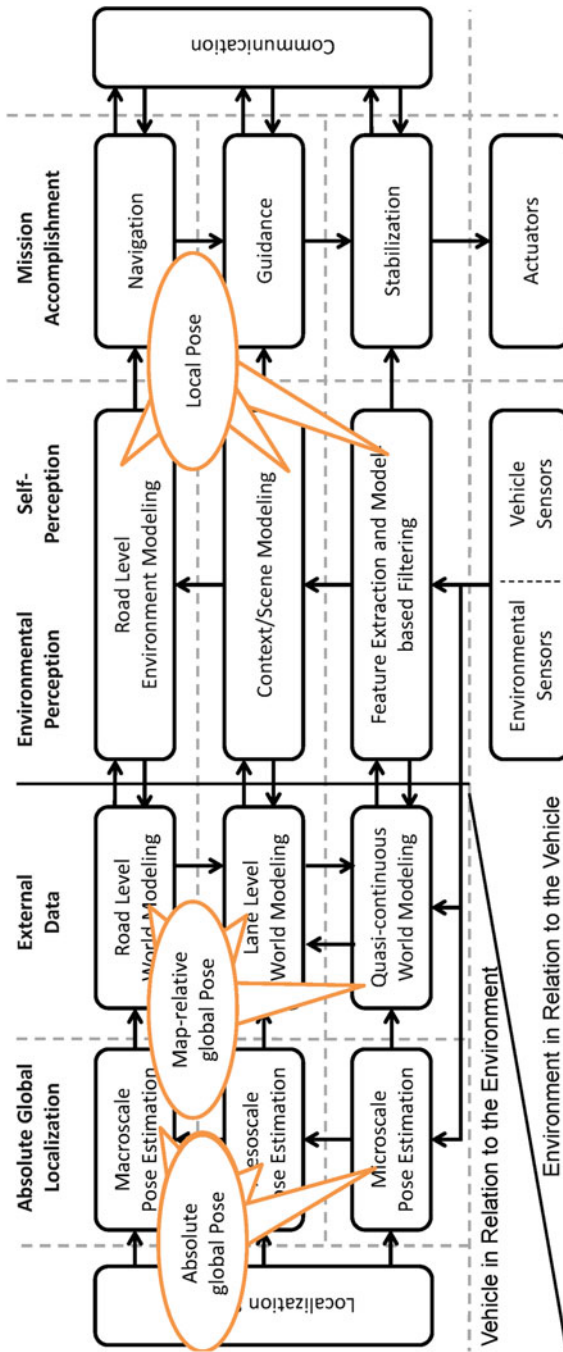 Absolute Global
Localization
External
Data
Environmental
Perception
Self-
Perception
Mission
Accomplishment
Localization
Macroscale
Pose Estimation
Road Level
World Modeling
Road Level
Environment Modeling
Navigation
Communication
Absolute
global Pose
Map-relative
global Pose
Local Pose
Pose Estimation
Lane Level
World Modeling
Context/Scene Modeling
Guidance
Microscale
Pose Estimation
Quasi-continuous
World Modeling
Feature Extraction and Model-
based Filtering
Stabilization
Environmental
Sensors
Vehicle
Sensors
Actuators
Vehicle in Relation to the Environment
Environment in Relation to the Vehicle